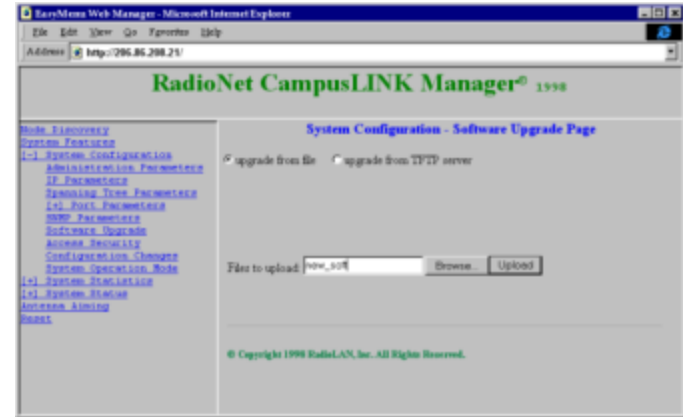 EasyMenu Web Manager - Microsoft Internet Explorer
File Edit View Go Favorites Help
Address http://206.86.208.21/
RadioNet CampusLINK Manager® 1998
Node Discovery
System Features
[-] System Configuration
Administration Parameters
IP Parameters
Spanning Tree Parameters
[+] Port Parameters
SNMP Parameters
Software Upgrade
Access Security
Configuration Changes
System Operation Mode
[+] System Statistics
[+] System Status
Antenna Aiming
Reset
System Configuration - Software Upgrade Page
upgrade from file upgrade from TFTP server
Files to upload: new_soft Browse... Upload
© Copyright 1998 RadioLAN, Inc. All Rights Reserved.